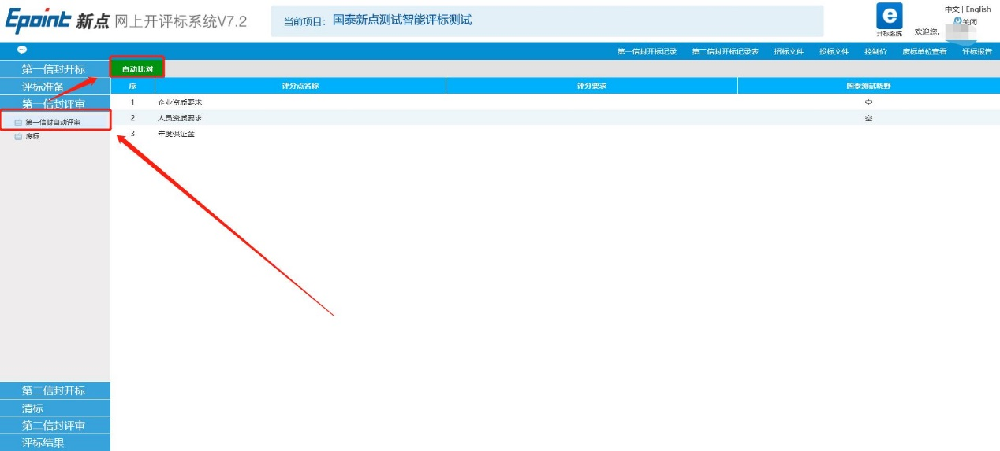 Epoint 新点 网上开评标系统V7.2
当前项目： 国泰新点测试智能评标测试
e
开标系统
中文 | English
关闭
欢迎您,
第一信封开标记录 第二信封开标记录表 招标文件 投标文件 控制价 废标单位查看 评标报告
第一信封开标
评标准备
第一信封评审
第一信封自动评审
废标
第二信封开标
清标
第二信封评审
评标结果
自动比对
序 评分点名称 评分要求 国泰测试晓野
1 企业资质要求 空
2 人员资质要求 空
3 年度保证金